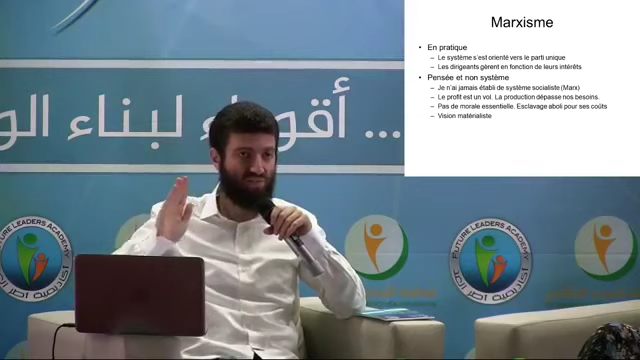 Marxisme
• En pratique
– Le système s'est orienté vers le parti unique
– Les dirigeants gèrent en fonction de leurs intérêts
• Pensée et non système
– Je n'ai jamais établi de système socialiste (Marx)
– Le profit est un vol. La production dépasse nos besoins.
– Pas de morale essentielle. Esclavage aboli pour ses coûts
– Vision matérialiste
... أقوياء لبناء الو
FUTURE LEADERS ACADEMY
FUTURE LEADERS ACADEMY